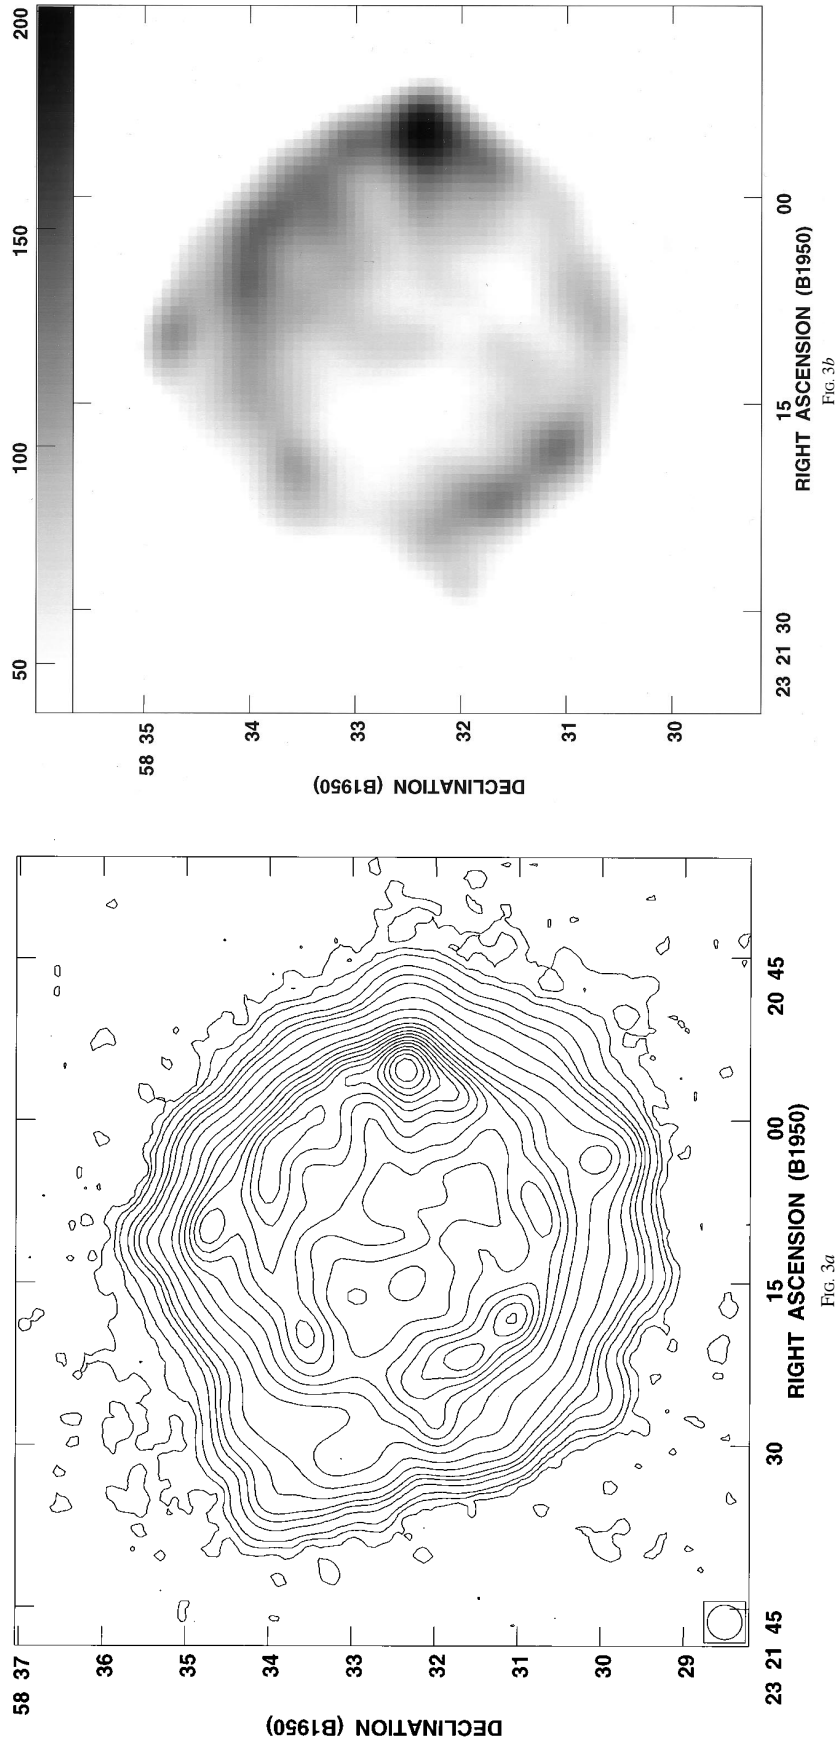 50 100 150 200
58 35
34
33
32
31
30
DECLINATION (B1950)
23 21 30 15 00
RIGHT ASCENSION (B1950)
FIG. 3b
58 37
36
35
34
33
32
31
30
29
DECLINATION (B1950)
23 21 45 30 15 00 20 45
RIGHT ASCENSION (B1950)
FIG. 3a